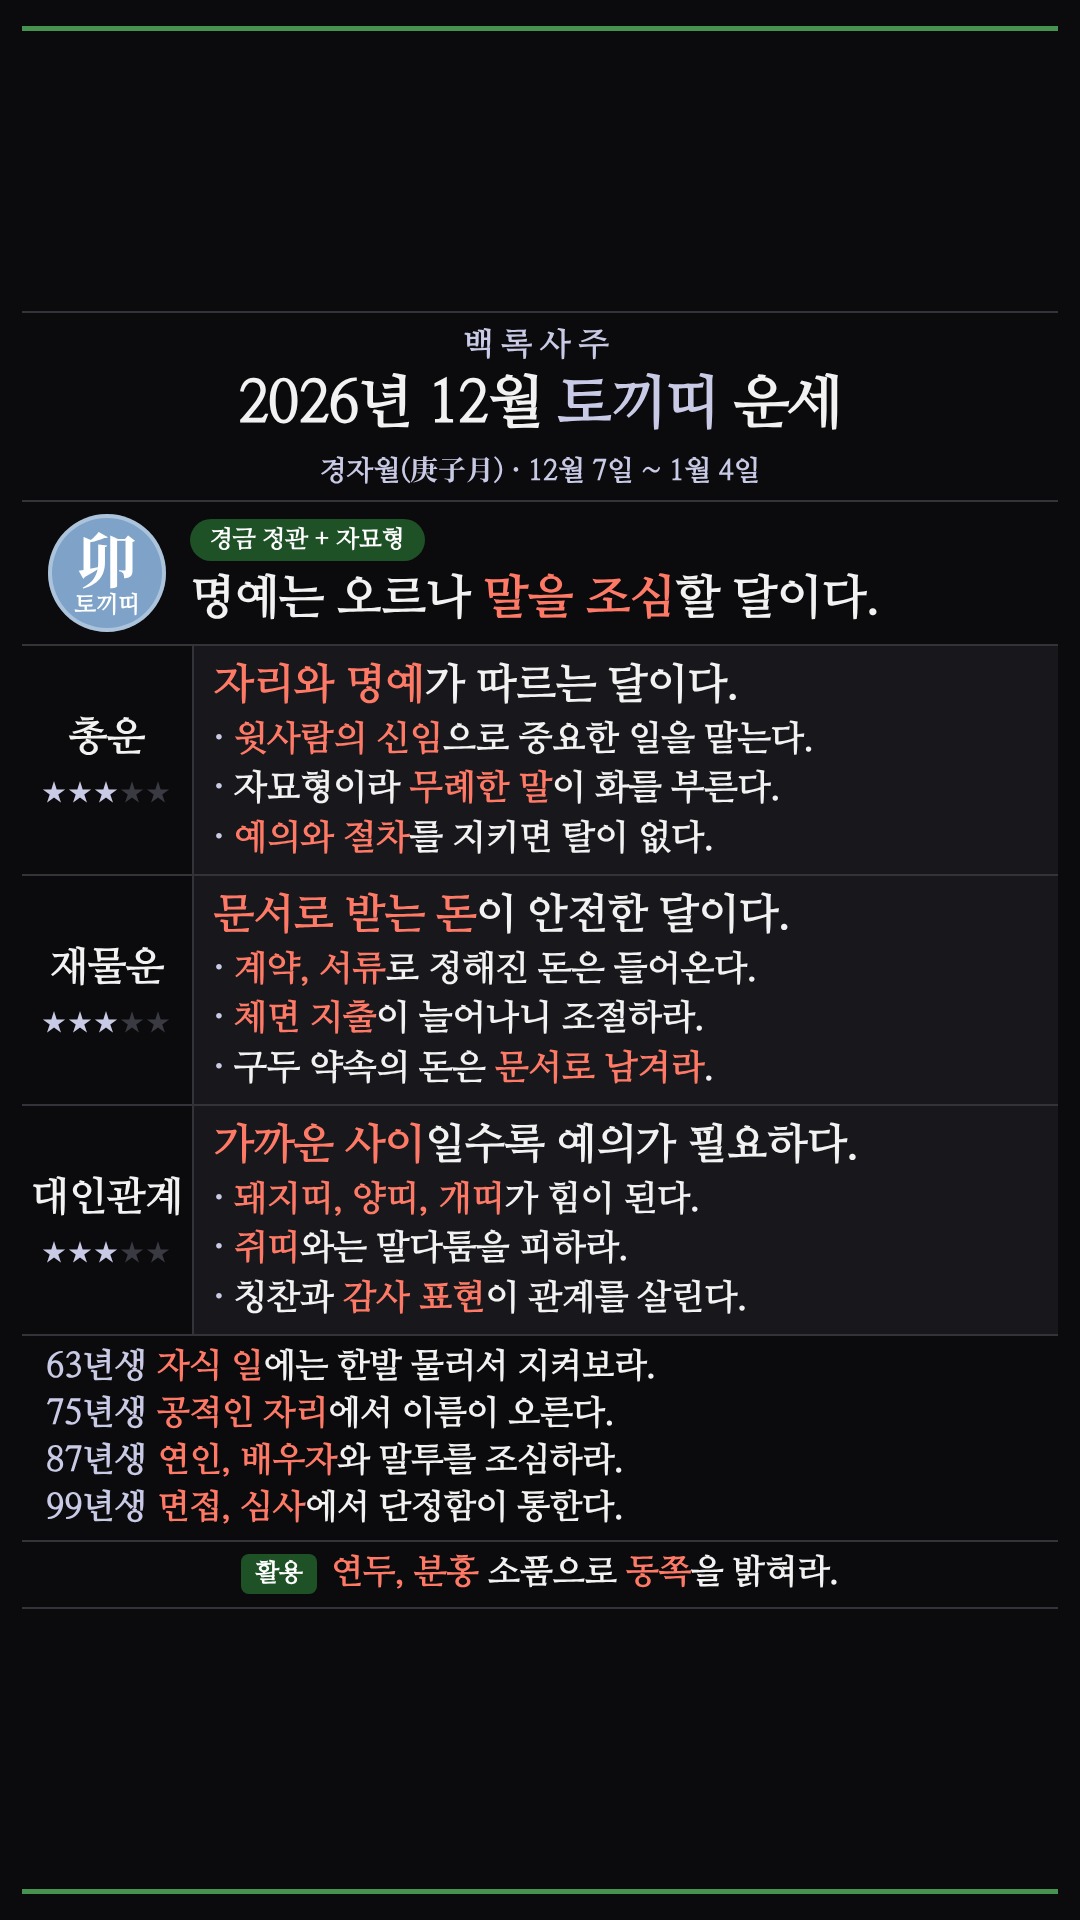 백록사주
2026년 12월 토끼띠 운세
경자월(庚子月) · 12월 7일 ~ 1월 4일
卯
토끼띠
경금 정관 + 자묘형
명예는 오르나 말을 조심할 달이다.
총운
★★★★★
자리와 명예가 따르는 달이다.
· 윗사람의 신임으로 중요한 일을 맡는다.
· 자묘형이라 무례한 말이 화를 부른다.
· 예의와 절차를 지키면 탈이 없다.
재물운
★★★★★
문서로 받는 돈이 안전한 달이다.
· 계약, 서류로 정해진 돈은 들어온다.
· 체면 지출이 늘어나니 조절하라.
· 구두 약속의 돈은 문서로 남겨라.
대인관계
★★★★★
가까운 사이일수록 예의가 필요하다.
· 돼지띠, 양띠, 개띠가 힘이 된다.
· 쥐띠와는 말다툼을 피하라.
· 칭찬과 감사 표현이 관계를 살린다.
63년생 자식 일에는 한발 물러서 지켜보라.
75년생 공적인 자리에서 이름이 오른다.
87년생 연인, 배우자와 말투를 조심하라.
99년생 면접, 심사에서 단정함이 통한다.
활용 연두, 분홍 소품으로 동쪽을 밝혀라.